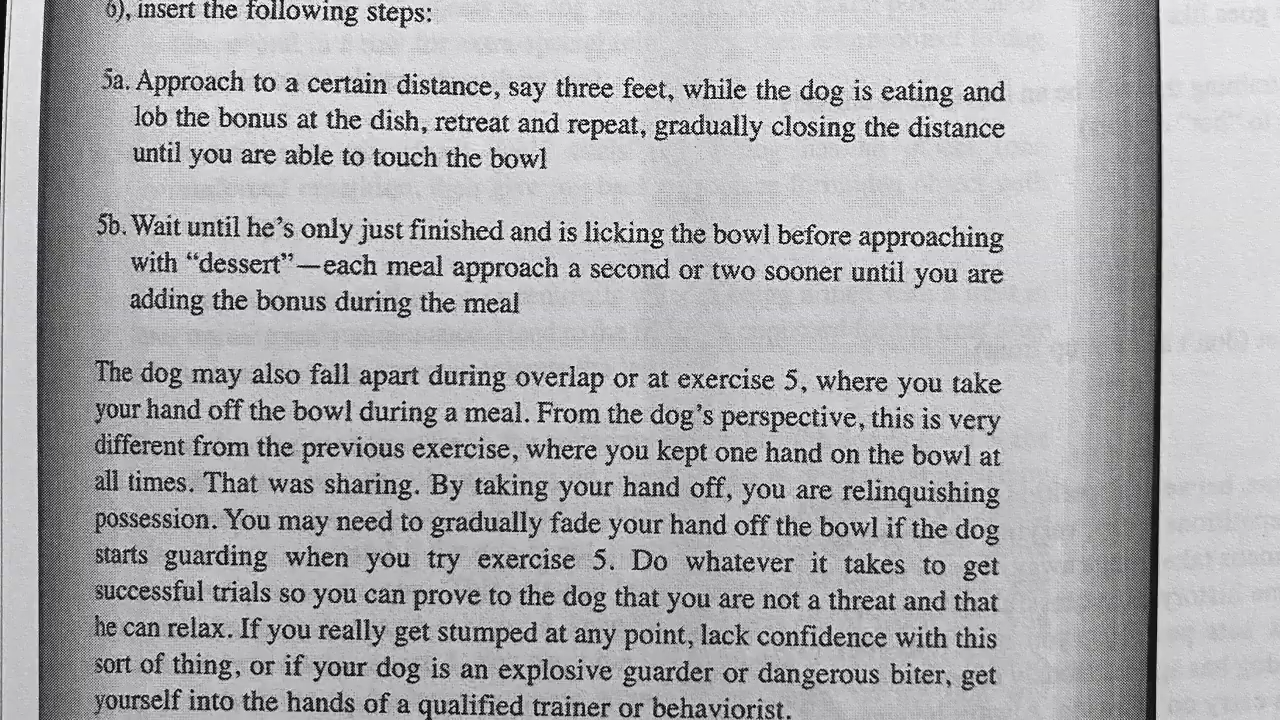 6), insert the following steps:
5a. Approach to a certain distance, say three feet, while the dog is eating and
lob the bonus at the dish, retreat and repeat, gradually closing the distance
until you are able to touch the bowl
5b. Wait until he's only just finished and is licking the bowl before approaching
with “dessert”—each meal approach a second or two sooner until you are
adding the bonus during the meal
The dog may also fall apart during overlap or at exercise 5, where you take
your hand off the bowl during a meal. From the dog's perspective, this is very
different from the previous exercise, where you kept one hand on the bowl at
all times. That was sharing. By taking your hand off, you are relinquishing
possession. You may need to gradually fade your hand off the bowl if the dog
starts guarding when you try exercise 5. Do whatever it takes to get
successful trials so you can prove to the dog that you are not a threat and that
he can relax. If you really get stumped at any point, lack confidence with this
sort of thing, or if your dog is an explosive guarder or dangerous biter, get
yourself into the hands of a qualified trainer or behaviorist.